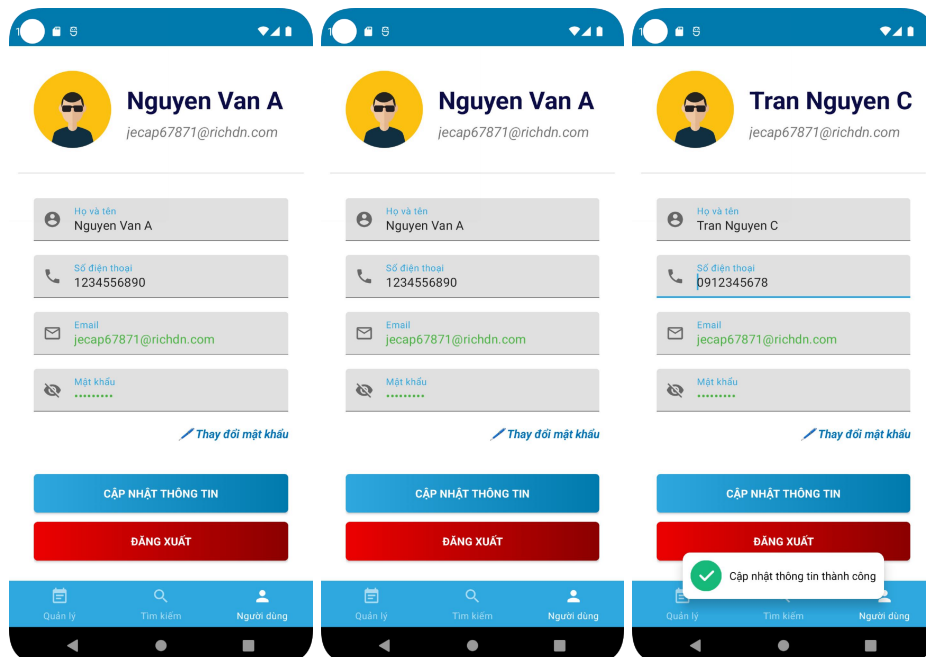 Nguyen Van A
jecap67871@richdn.com
Họ và tên
Nguyen Van A
Số điện thoại
1234556890
Email
jecap67871@richdn.com
Mật khẩu
•••••••••
Thay đổi mật khẩu
CẬP NHẬT THÔNG TIN
ĐĂNG XUẤT
Quản lý
Tìm kiếm
Người dùng
Nguyen Van A
jecap67871@richdn.com
Họ và tên
Nguyen Van A
Số điện thoại
1234556890
Email
jecap67871@richdn.com
Mật khẩu
•••••••••
Thay đổi mật khẩu
CẬP NHẬT THÔNG TIN
ĐĂNG XUẤT
Quản lý
Tìm kiếm
Người dùng
Tran Nguyen C
jecap67871@richdn.com
Họ và tên
Tran Nguyen C
Số điện thoại
0912345678
Email
jecap67871@richdn.com
Mật khẩu
•••••••••
Thay đổi mật khẩu
CẬP NHẬT THÔNG TIN
ĐĂNG XUẤT
Cập nhật thông tin thành công
Quản lý
Tìm kiếm
Người dùng